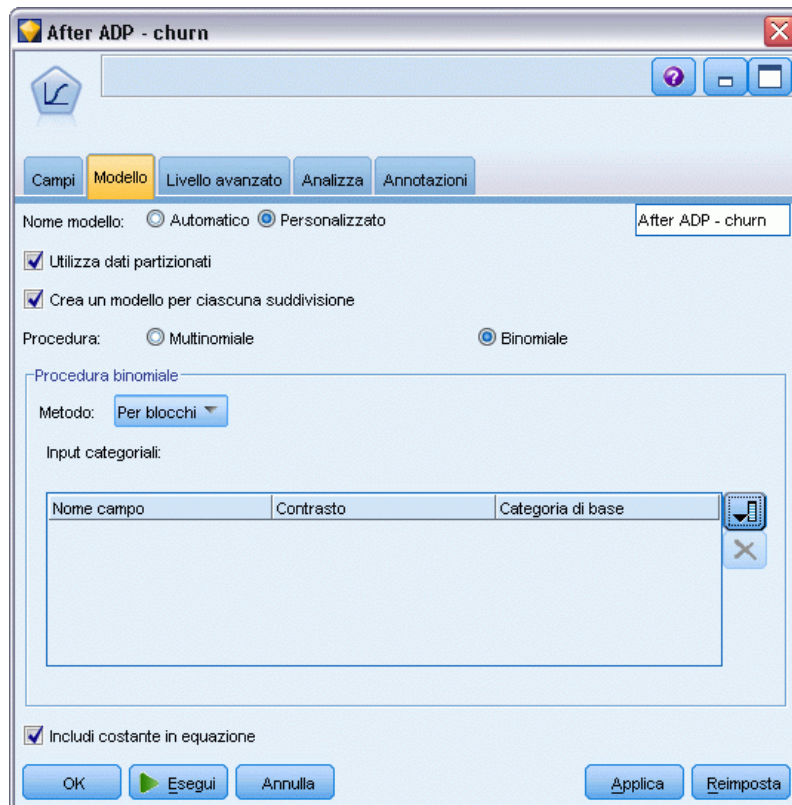 After ADP - churn
Campi Modello Livello avanzato Analizza Annotazioni
Nome modello: Automatico Personalizzato After ADP - churn
Utilizza dati partizionati
Crea un modello per ciascuna suddivisione
Procedura: Multinomiale Binomiale
Procedura binomiale
Metodo: Per blocchi
Input categoriali:
Nome campo Contrasto Categoria di base
Includi costante in equazione
OK Esegui Annulla Applica Reimposta